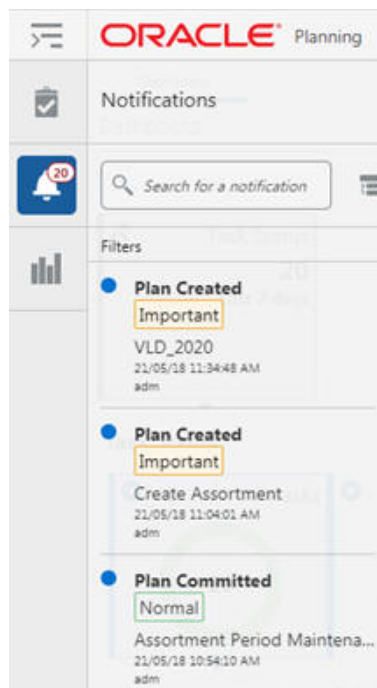 ORACLE Planning
Notifications
20
Search for a notification
Filters
Plan Created
Important
VLD_2020
21/05/18 11:34:48 AM
adm
Plan Created
Important
Create Assortment
21/05/18 11:04:01 AM
adm
Plan Committed
Normal
Assortment Period Maintena...
21/05/18 10:54:10 AM
adm